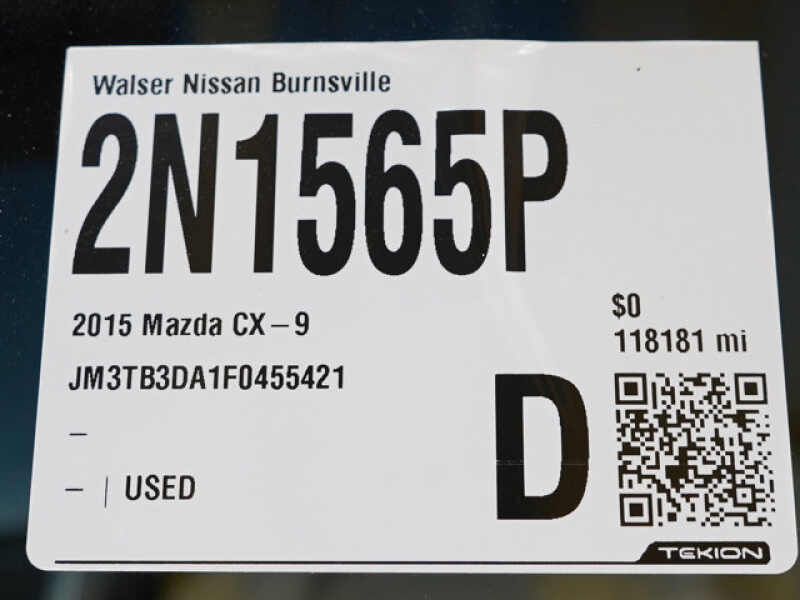 Walser Nissan Burnsville
2N1565P
2015 Mazda CX-9
$0
118181 mi
JM3TB3DA1F0455421
D
–
– | USED
TEKION